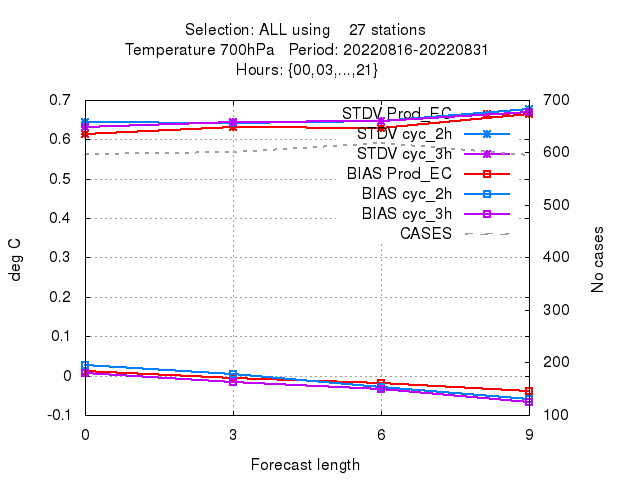 Selection: ALL using 27 stations
Temperature 700hPa Period: 20220816-20220831
Hours: {00,03,...,21}
0.7
0.6
0.5
0.4
0.3
0.2
0.1
0
-0.1
deg C
STDV Prod_EC
STDV cyc_2h
STDV cyc_3h
BIAS Prod_EC
BIAS cyc_2h
BIAS cyc_3h
CASES
700
600
500
400
300
200
100
No cases
0 3 6 9
Forecast length